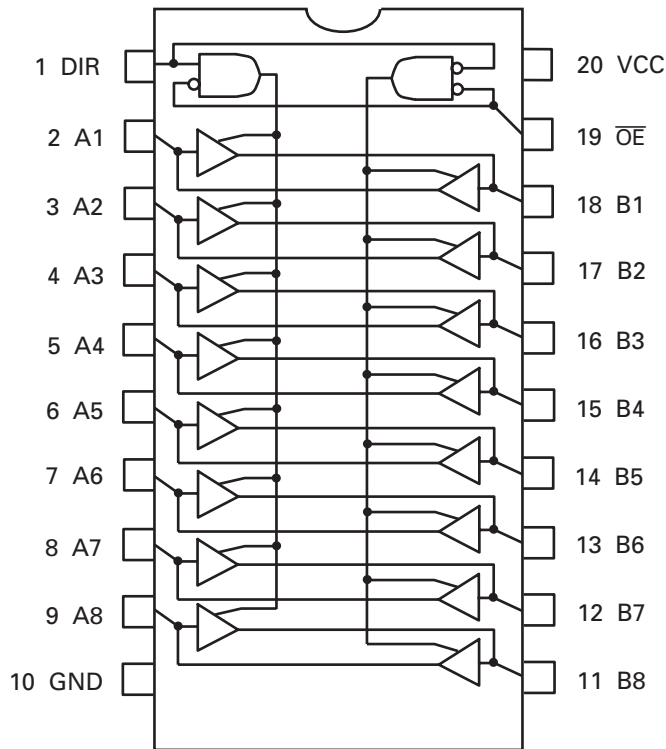 1 DIR
20 VCC
2 A1
19 O̅E̅
3 A2
18 B1
4 A3
17 B2
5 A4
16 B3
6 A5
15 B4
7 A6
14 B5
8 A7
13 B6
9 A8
12 B7
10 GND
11 B8